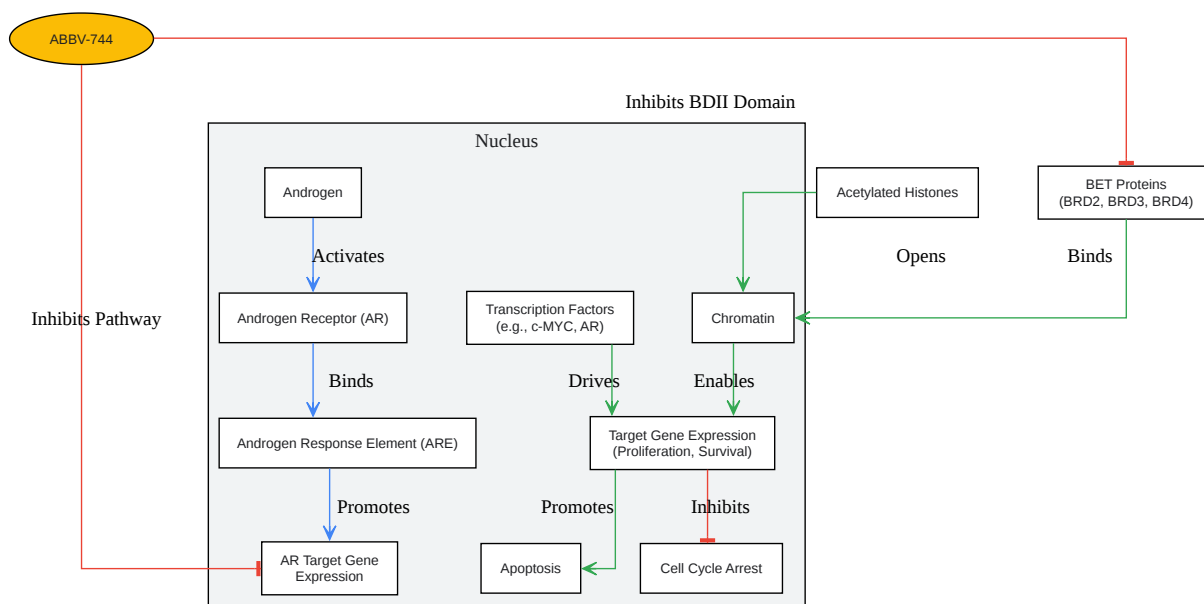 ABBV-744
Inhibits BDII Domain
Nucleus
Androgen
Acetylated Histones
BET Proteins
(BRD2, BRD3, BRD4)
Activates
Opens
Binds
Inhibits Pathway
Androgen Receptor (AR)
Transcription Factors
(e.g., c-MYC, AR)
Chromatin
Binds
Drives
Enables
Androgen Response Element (ARE)
Target Gene Expression
(Proliferation, Survival)
Promotes
Promotes
Inhibits
AR Target Gene
Expression
Apoptosis
Cell Cycle Arrest